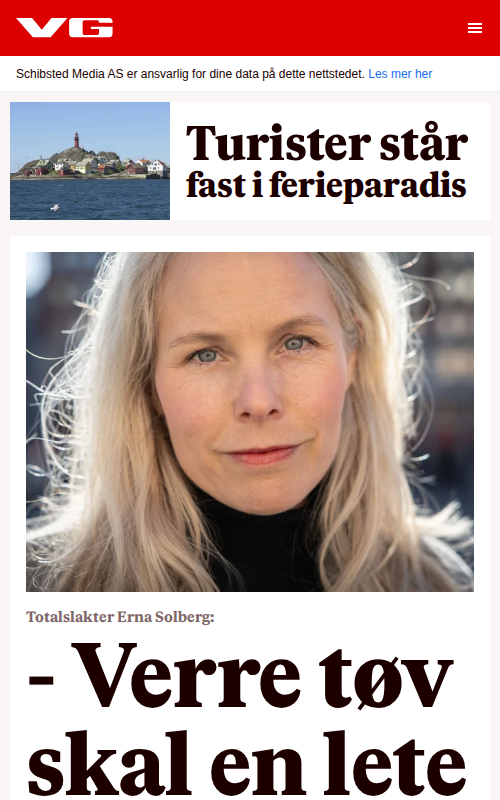 VG
Schibsted Media AS er ansvarlig for dine data på dette nettstedet. Les mer her
Turister står
fast i ferieparadis
Totalslakter Erna Solberg:
- Verre tøv
skal en lete